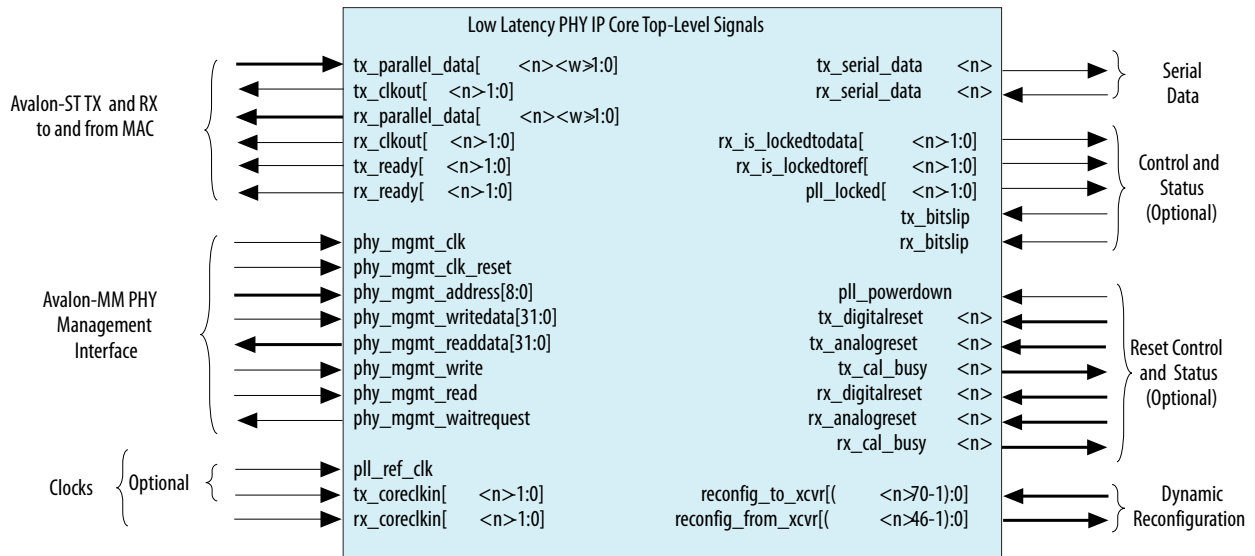 Low Latency PHY IP Core Top-Level Signals
Avalon-ST TX and RX
to and from MAC
tx_parallel_data[ <n><w>1:0]
tx_clkout[ <n>-1:0]
rx_parallel_data[ <n><w>1:0]
rx_clkout[ <n>-1:0]
tx_ready[ <n>-1:0]
rx_ready[ <n>-1:0]
Avalon-MM PHY
Management
Interface
phy_mgmt_clk
phy_mgmt_clk_reset
phy_mgmt_address[8:0]
phy_mgmt_writedata[31:0]
phy_mgmt_readdata[31:0]
phy_mgmt_write
phy_mgmt_read
phy_mgmt_waitrequest
Clocks
Optional
pll_ref_clk
tx_coreclkin[ <n>-1:0]
rx_coreclkin[ <n>-1:0]
tx_serial_data <n>
rx_serial_data <n>
Serial
Data
rx_is_lockedtodata[ <n>-1:0]
rx_is_lockedtoref[ <n>-1:0]
pll_locked[ <n>-1:0]
tx_bitslip
rx_bitslip
Control and
Status
(Optional)
pll_powerdown
tx_digitalreset <n>
tx_analogreset <n>
tx_cal_busy <n>
rx_digitalreset <n>
rx_analogreset <n>
rx_cal_busy <n>
Reset Control
and Status
(Optional)
reconfig_to_xcvr[( <n>70-1):0]
reconfig_from_xcvr[( <n>46-1):0]
Dynamic
Reconfiguration